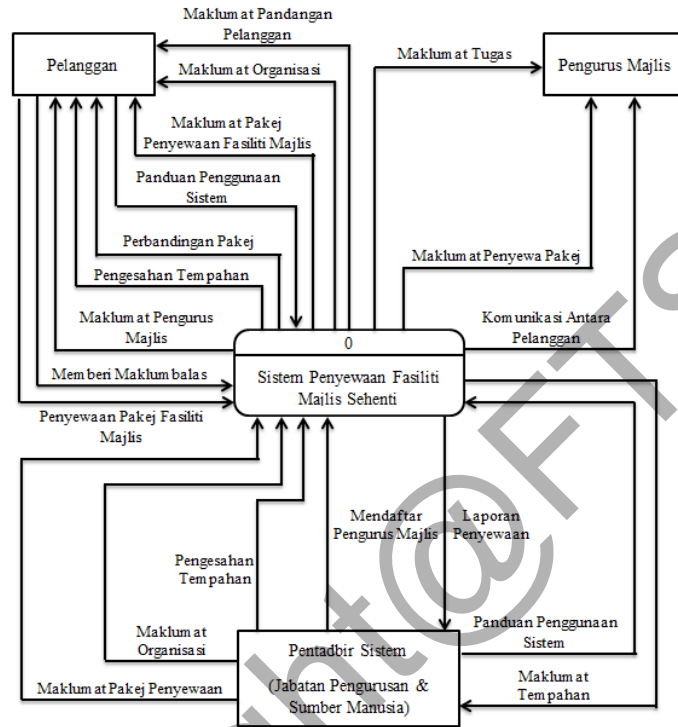 Maklumat Pandangan
Pelanggan
Pelanggan
Maklumat Organisasi
Maklumat Tugas
Pengurus Majlis
Maklumat Pakej
Penyewaan Fasiliti Majlis
Panduan Penggunaan
Sistem
Perbandingan Pakej
Pengesahan Tempahan
Maklumat Penyewa Pakej
Maklumat Pengurus
Majlis
Komunikasi Antara
Pelanggan
0
Sistem Penyewaan Fasiliti
Majlis Sehenti
Memberi Maklumbalas
Penyewaan Pakej Fasiliti
Majlis
Mendaftar
Pengurus Majlis
Laporan
Penyewaan
Pengesahan
Tempahan
Maklumat
Organisasi
Panduan Penggunaan
Sistem
Pentadbir Sistem
(Jabatan Pengurusan &
Sumber Manusia)
Maklumat Pakej Penyewaan
Maklumat
Tempahan
ght@FTS